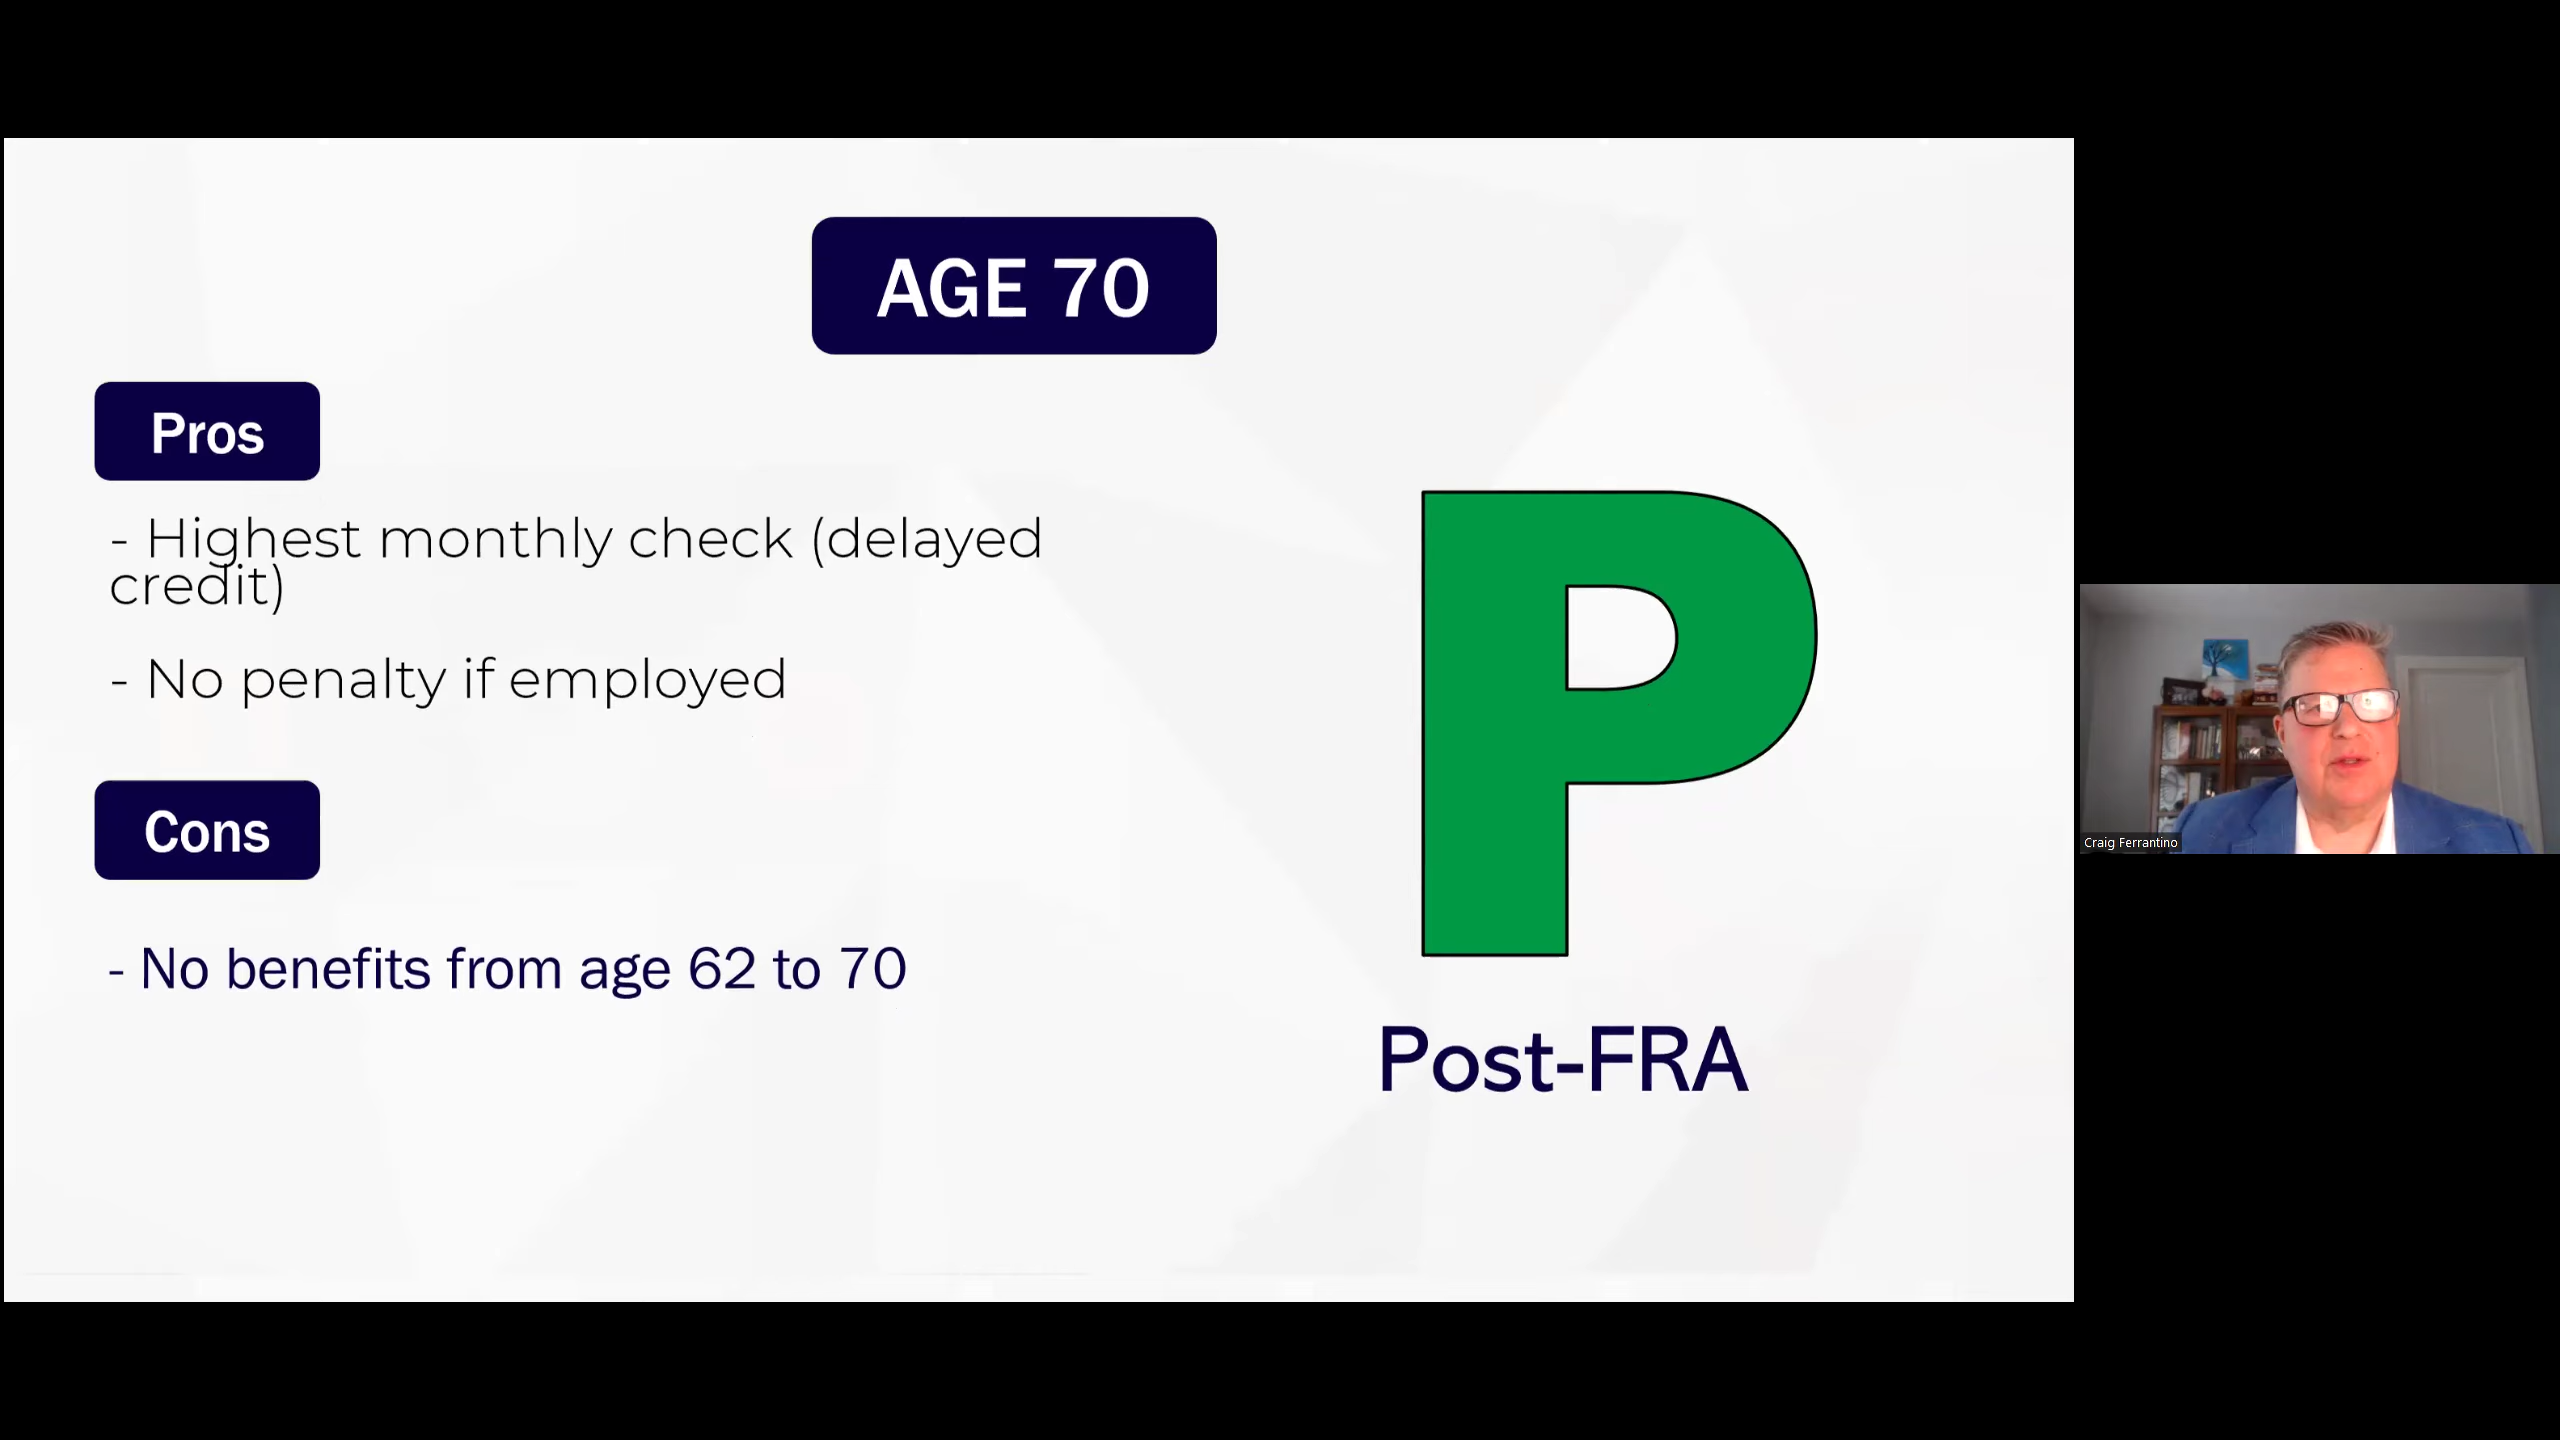 AGE 70
Pros
- Highest monthly check (delayed
credit)
- No penalty if employed
Cons
- No benefits from age 62 to 70
P
Post-FRA
Craig Ferrantino